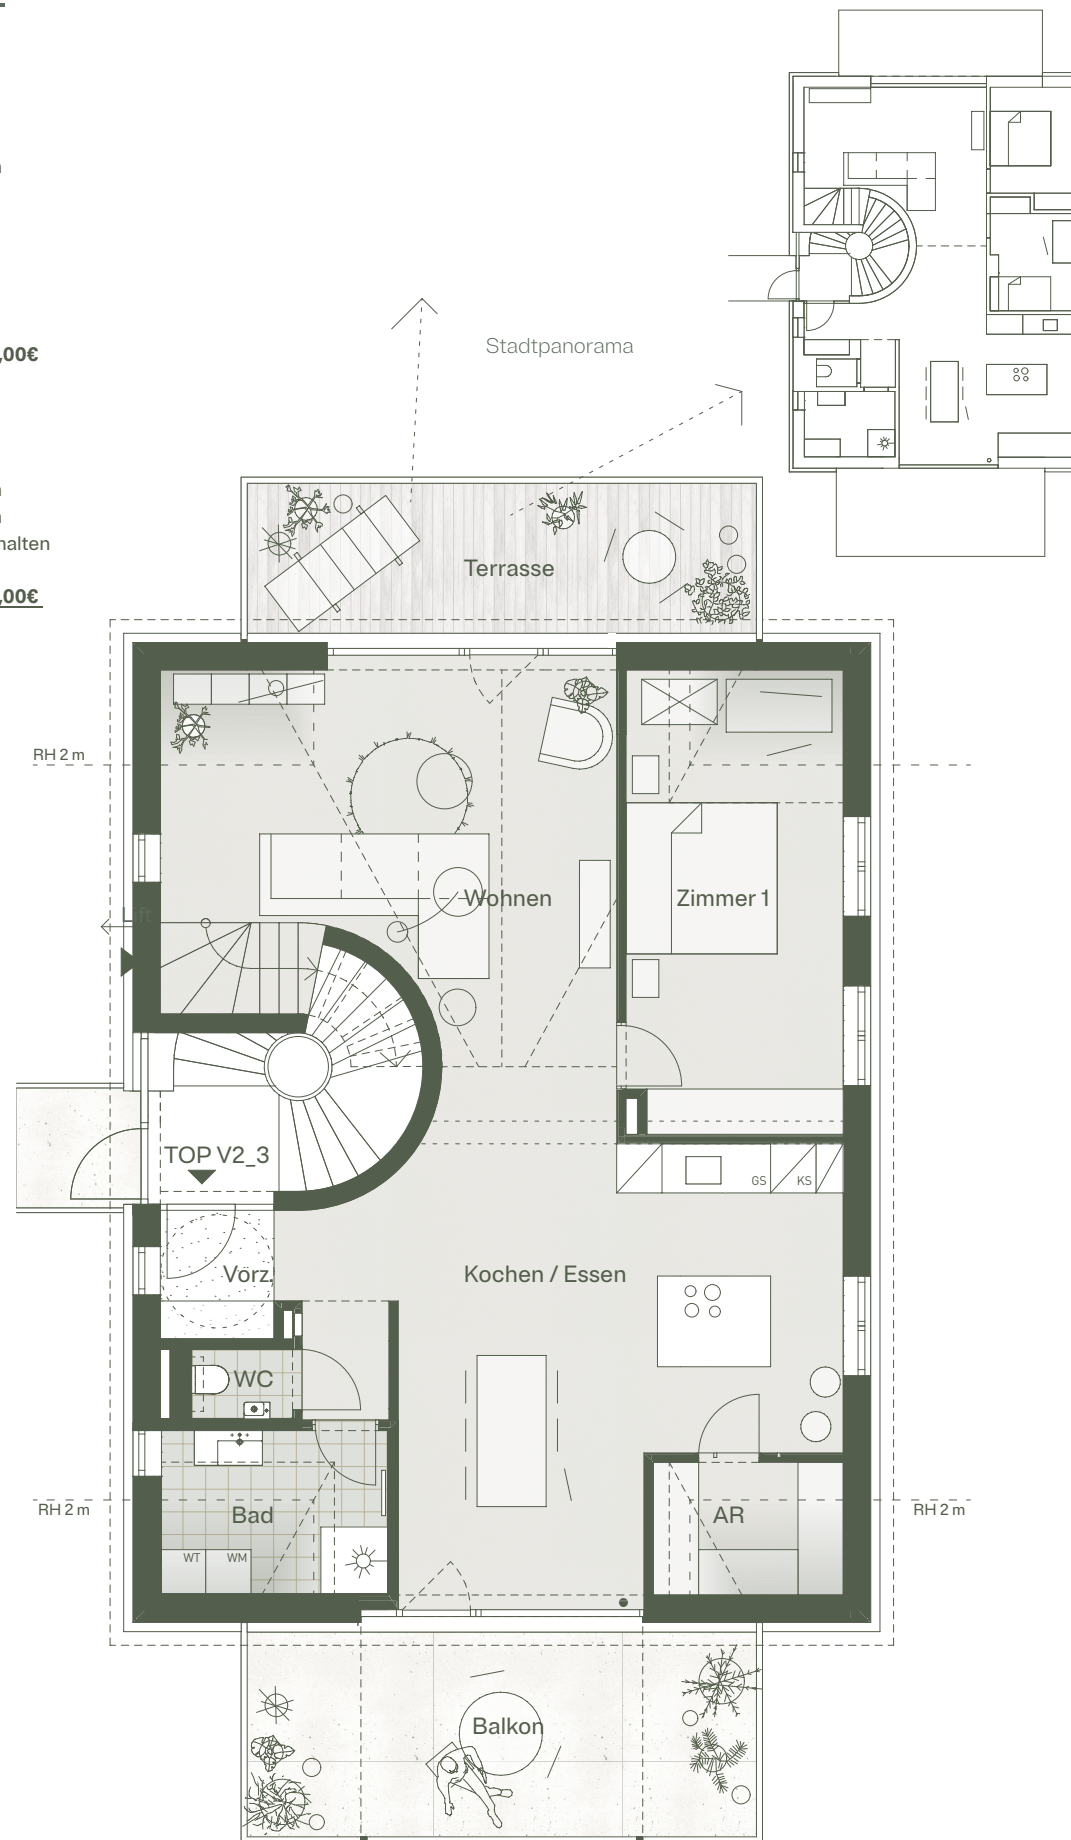 ,00€
halten
,00€
Stadtpanorama
Terrasse
RH 2 m
Wohnen
Zimmer 1
Lift
TOP V2_3
GS
KS
Vorz.
Kochen / Essen
WC
RH 2 m
Bad
AR
RH 2 m
WT
WM
Balkon